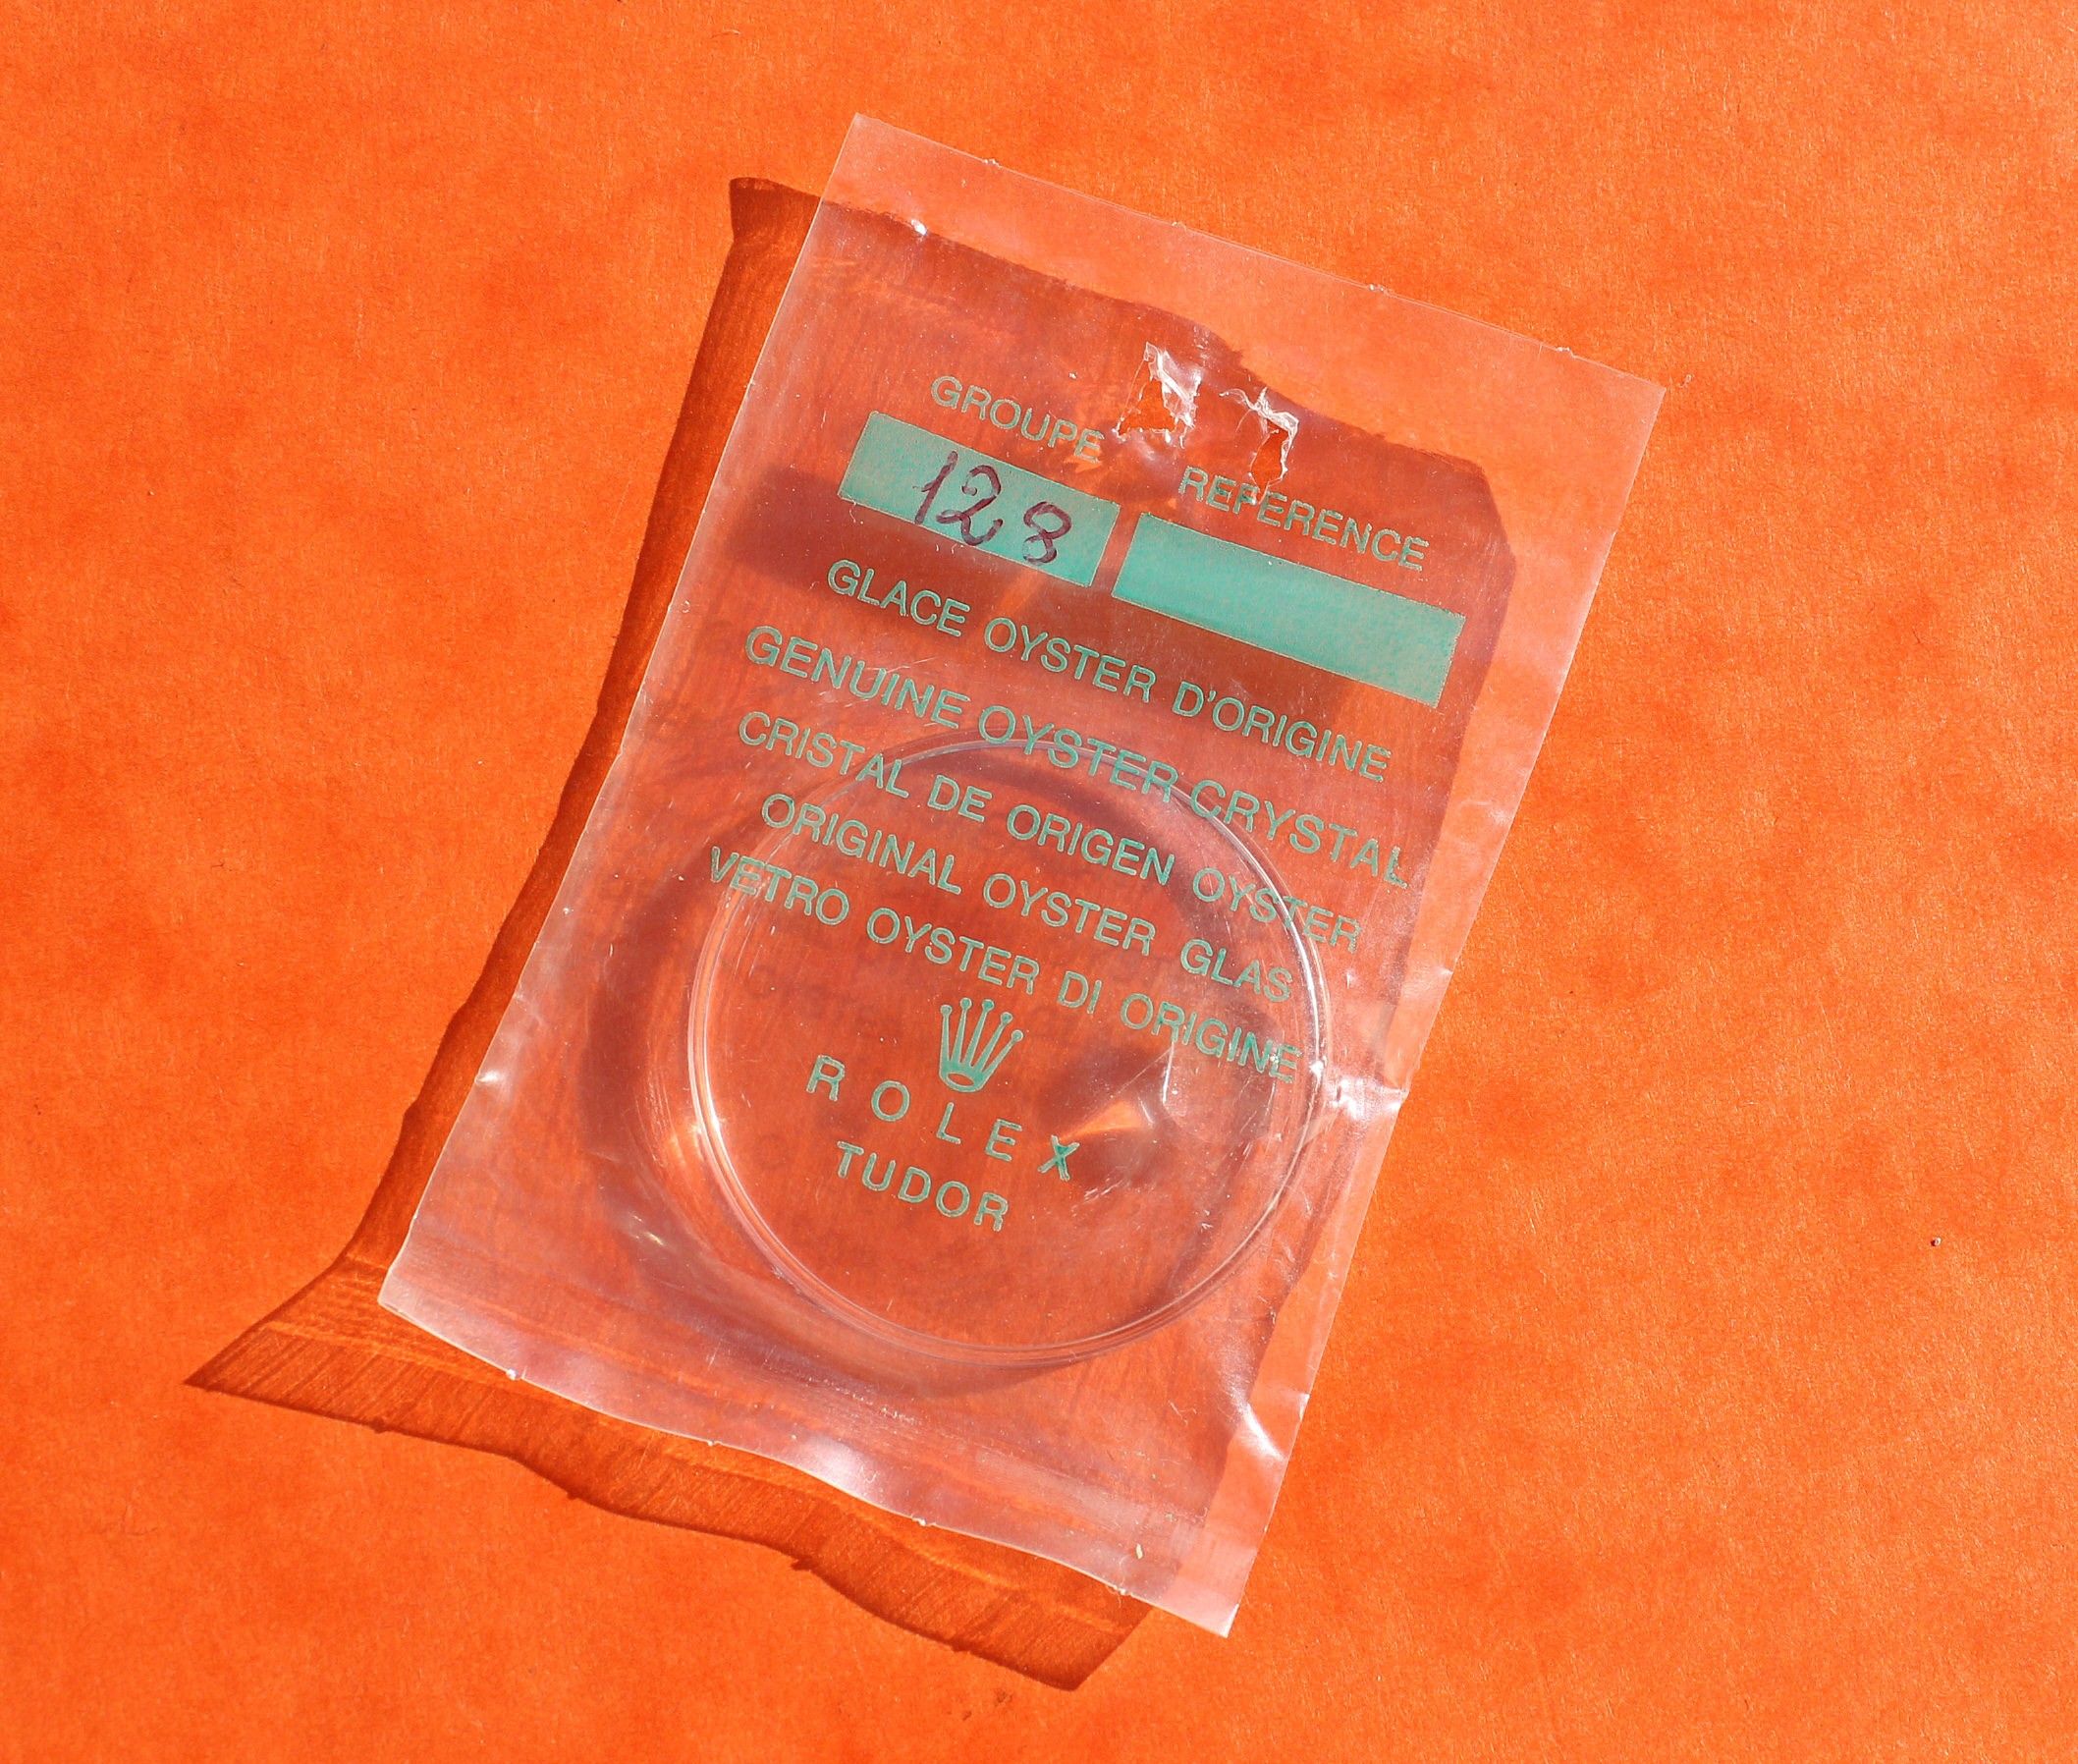 GROUPE REFERENCE
128
GLACE OYSTER D'ORIGINE
GENUINE OYSTER CRYSTAL
CRISTAL DE ORIGEN OYSTER
ORIGINAL OYSTER GLAS
VETRO OYSTER DI ORIGINE
ROLEX
TUDOR